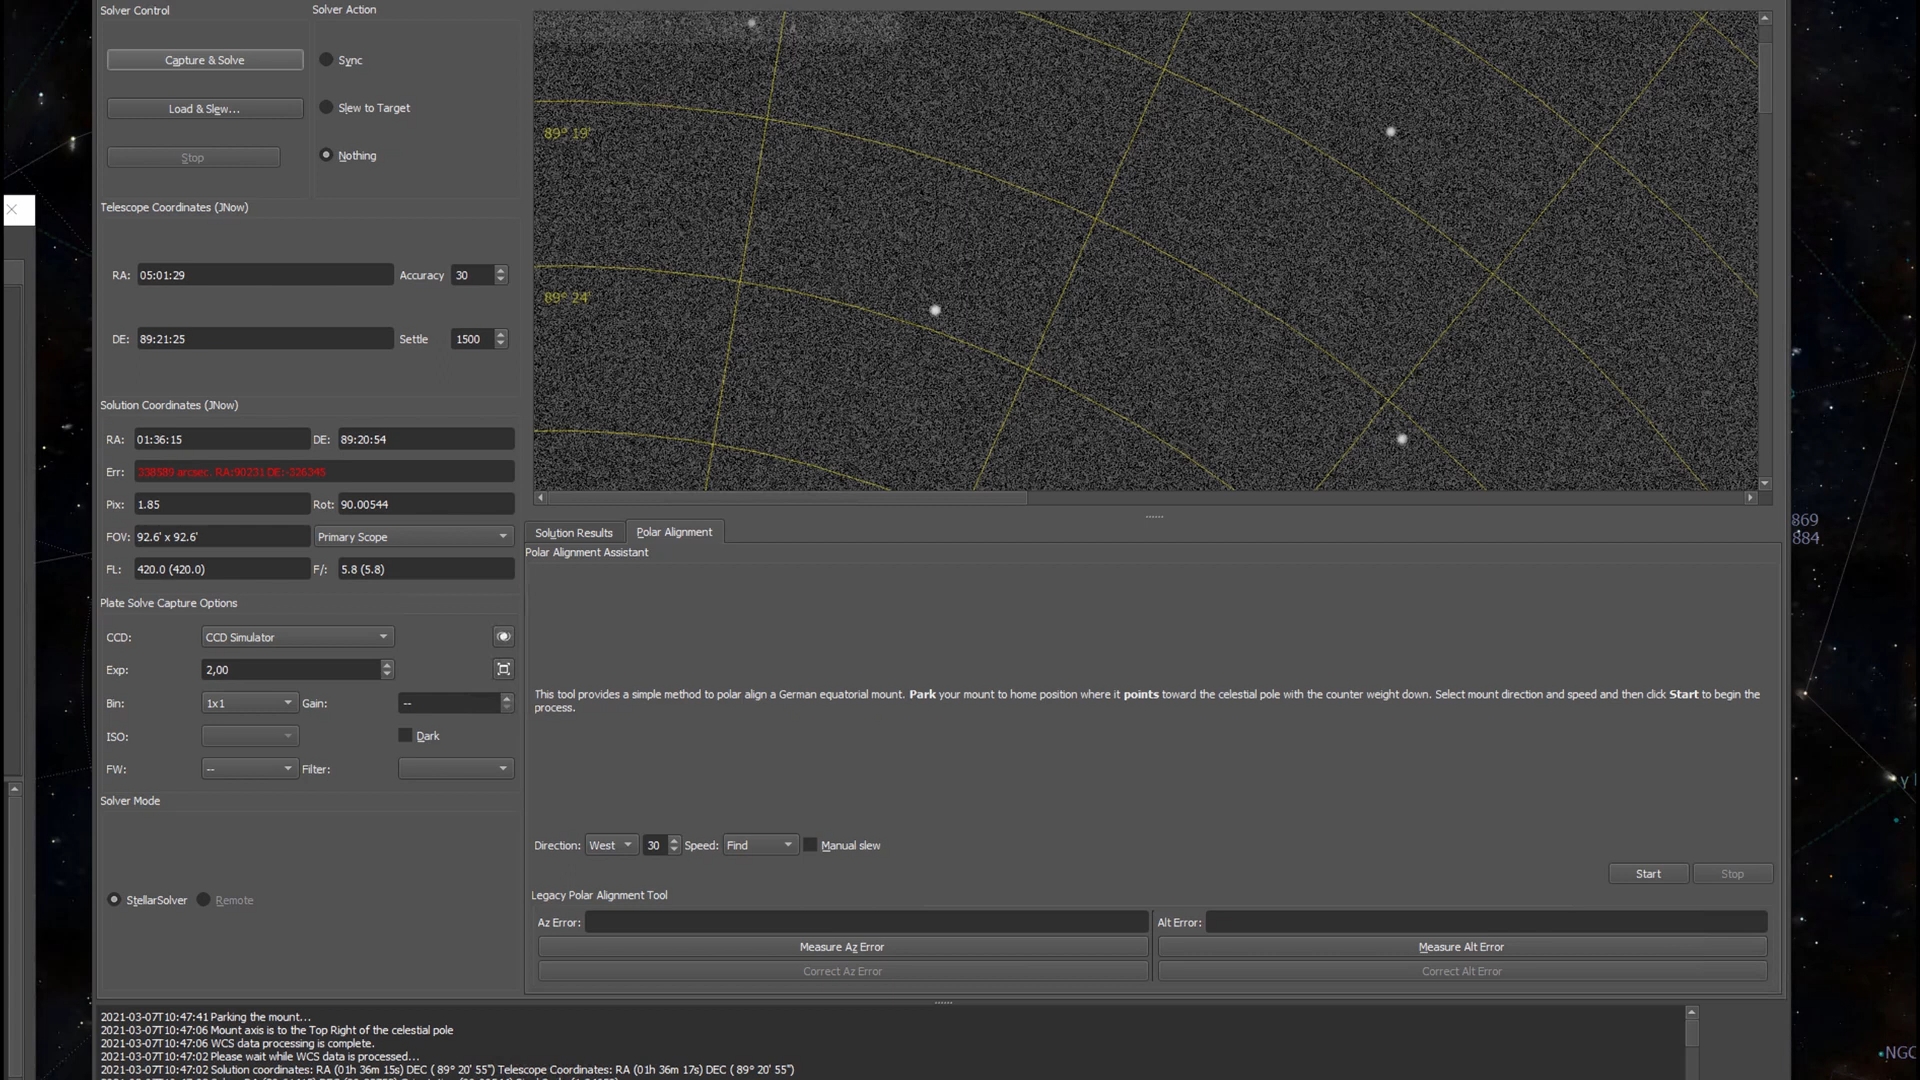 Solver Control
Solver Action
Capture & Solve
Sync
Load & Slew...
Slew to Target
Stop
Nothing
Telescope Coordinates (JNow)
RA: 05:01:29 Accuracy 30
DE: 89:21:25 Settle 1500
Solution Coordinates (JNow)
RA: 01:36:15 DE: 89:20:54
Err: 338589 arcsec. RA:90231 DE:-326345
Pix: 1.85 Rot: 90.00544
FOV: 92.6' x 92.6' Primary Scope
FL: 420.0 (420.0) F/: 5.8 (5.8)
Plate Solve Capture Options
CCD: CCD Simulator
Exp: 2,00
Bin: 1x1 Gain: --
ISO: Dark
FW: -- Filter:
Solver Mode
StellarSolver Remote
89° 19'
89° 24'
Solution Results
Polar Alignment
Polar Alignment Assistant
This tool provides a simple method to polar align a German equatorial mount. Park your mount to home position where it points toward the celestial pole with the counter weight down. Select mount direction and speed and then click Start to begin the
process.
Direction: West 30 Speed: Find Manual slew
Start Stop
Legacy Polar Alignment Tool
Az Error: Alt Error:
Measure Az Error Measure Alt Error
Correct Az Error Correct Alt Error
2021-03-07T10:47:41 Parking the mount...
2021-03-07T10:47:06 Mount axis is to the Top Right of the celestial pole
2021-03-07T10:47:06 WCS data processing is complete.
2021-03-07T10:47:02 Please wait while WCS data is processed...
2021-03-07T10:47:02 Solution coordinates: RA (01h 36m 15s) DEC ( 89° 20' 55") Telescope Coordinates: RA (01h 36m 17s) DEC ( 89° 20' 55")
869
884
γ
NGC